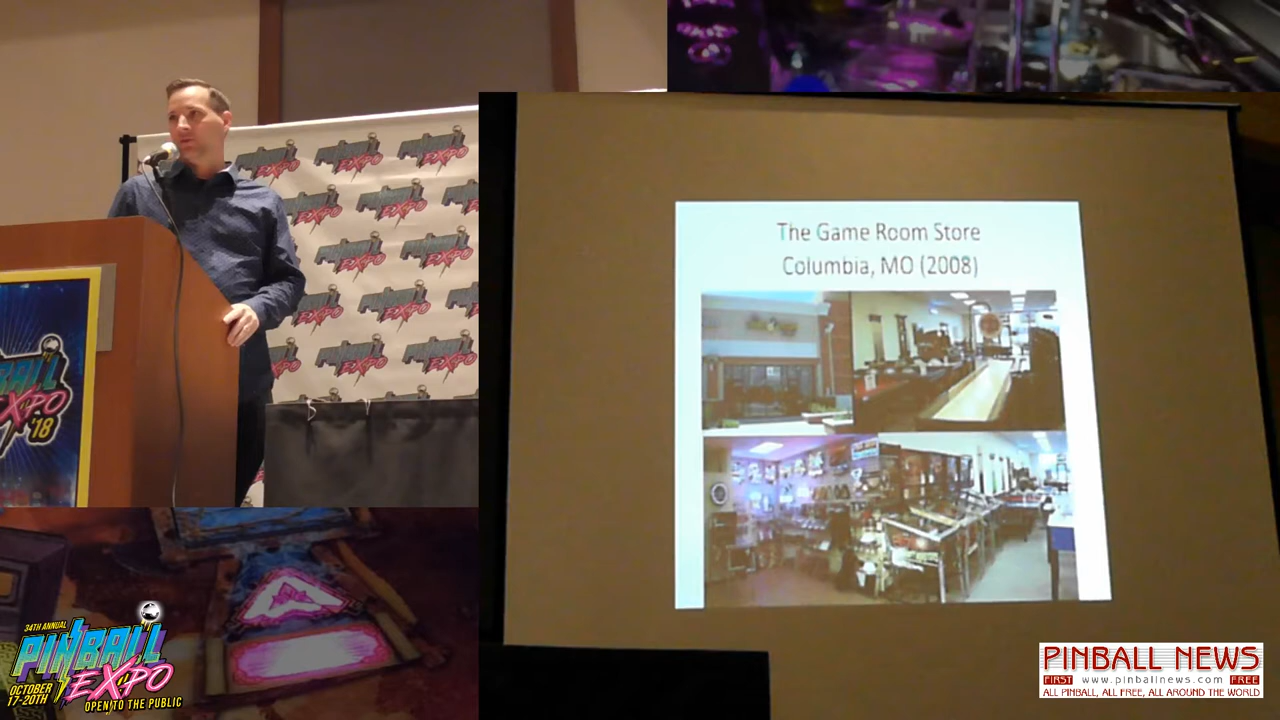 The Game Room Store
Columbia, MO (2008)
PINBALL
EXPO
'18
34TH ANNUAL
PINBALL
EXPO
OCTOBER
17-20TH
OPEN TO THE PUBLIC
PINBALL NEWS
FIRST www.pinballnews.com FREE
ALL PINBALL, ALL FREE, ALL AROUND THE WORLD